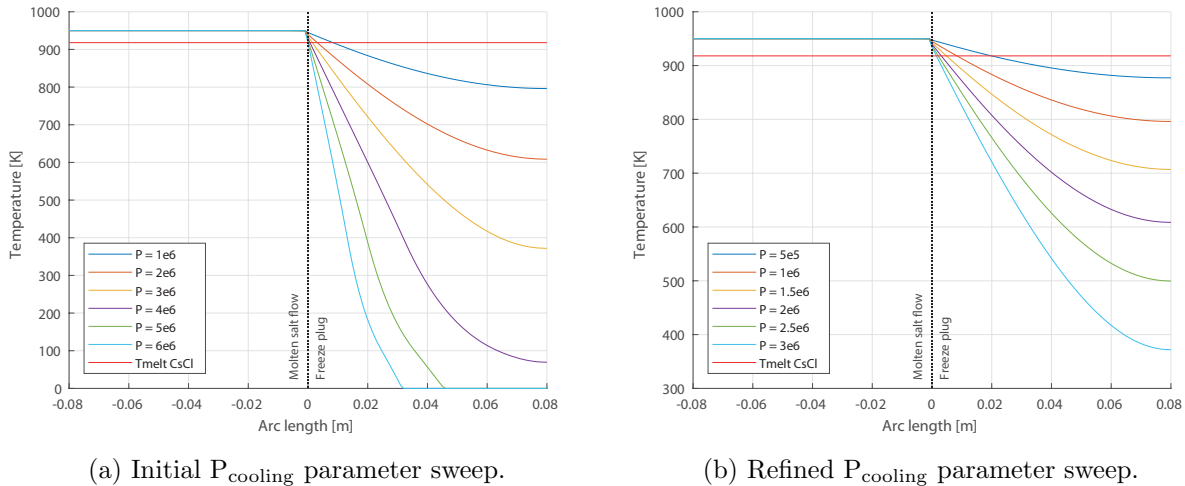 1000
900
800
700
600
500
400
300
200
100
0
Temperature [K]
P = 1e6
P = 2e6
P = 3e6
P = 4e6
P = 5e6
P = 6e6
Tmelt CsCl
Molten salt flow
Freeze plug
-0.08 -0.06 -0.04 -0.02 0 0.02 0.04 0.06 0.08
Arc length [m]
(a) Initial P_cooling parameter sweep.
1000
900
800
700
600
500
400
300
Temperature [K]
P = 5e5
P = 1e6
P = 1.5e6
P = 2e6
P = 2.5e6
P = 3e6
Tmelt CsCl
Molten salt flow
Freeze plug
-0.08 -0.06 -0.04 -0.02 0 0.02 0.04 0.06 0.08
Arc length [m]
(b) Refined P_cooling parameter sweep.